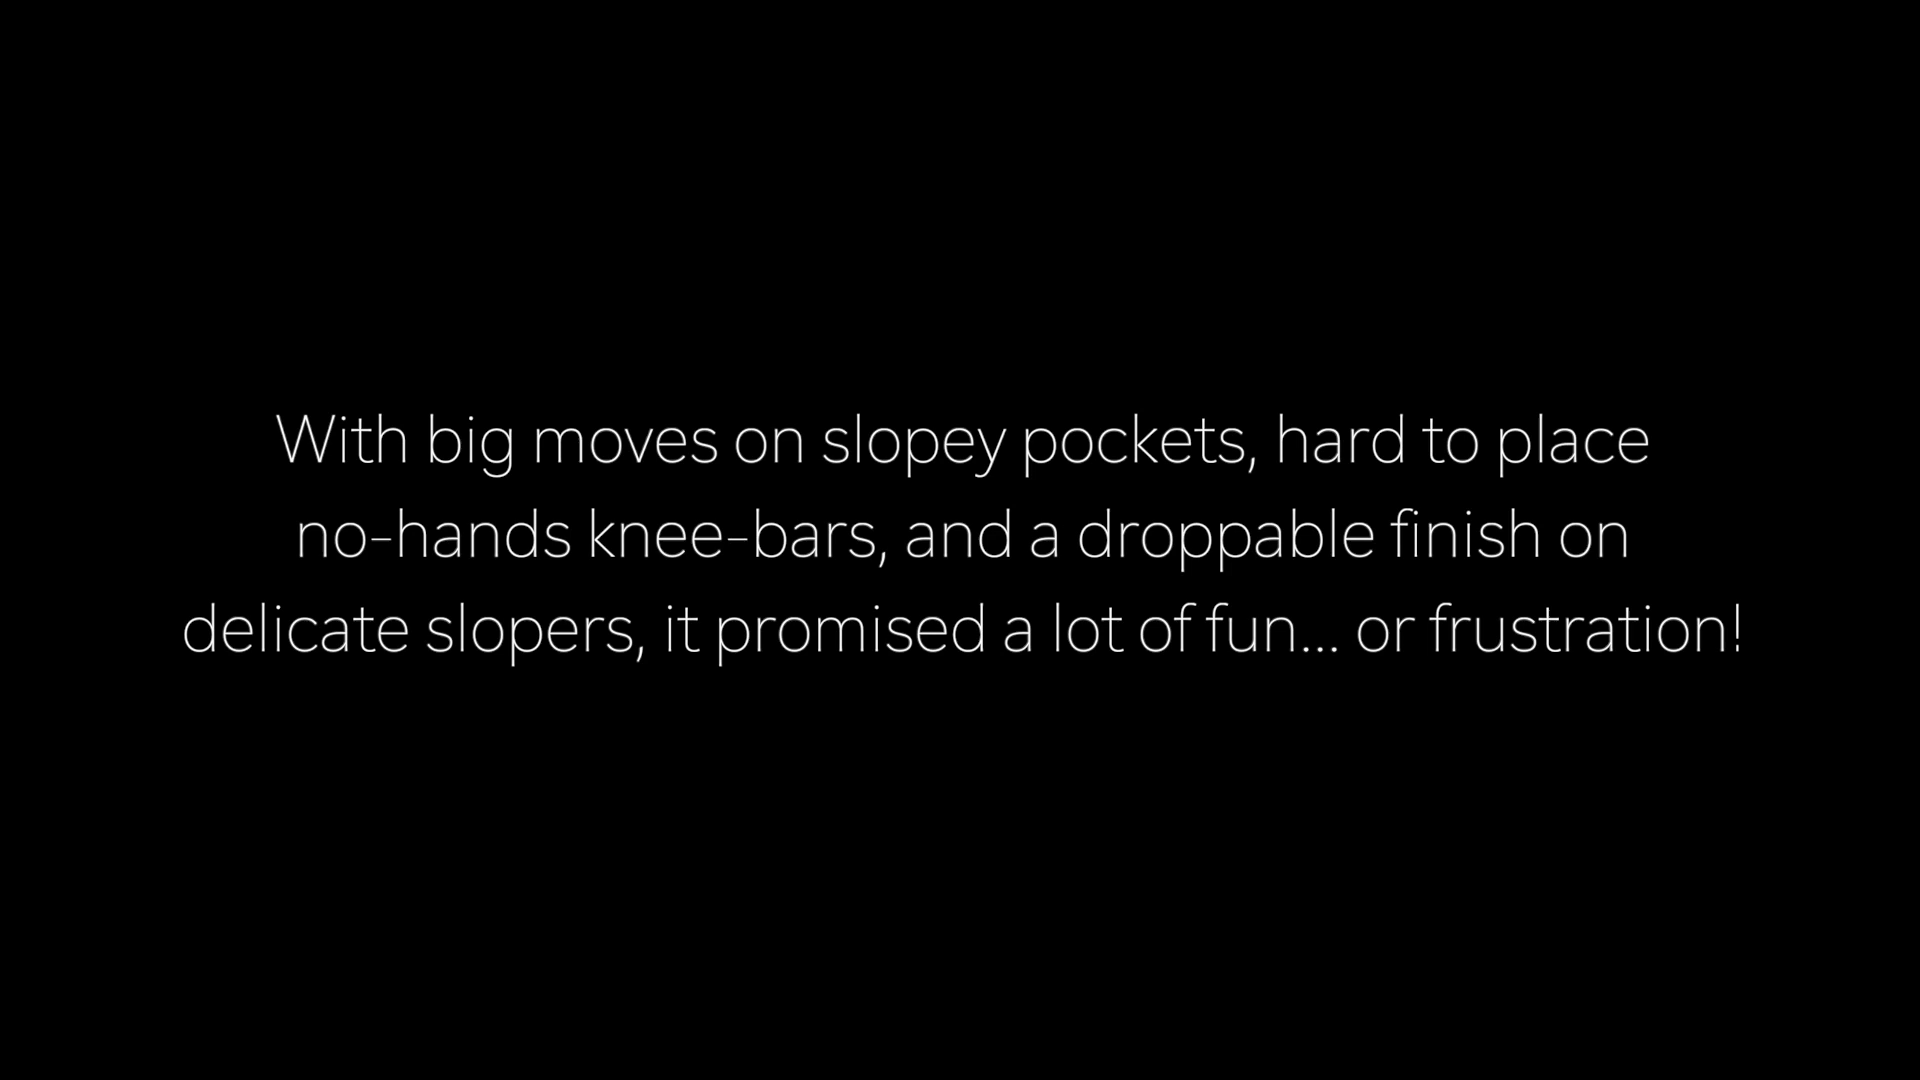 With big moves on slopey pockets, hard to place
no-hands knee-bars, and a droppable finish on
delicate slopers, it promised a lot of fun... or frustration!